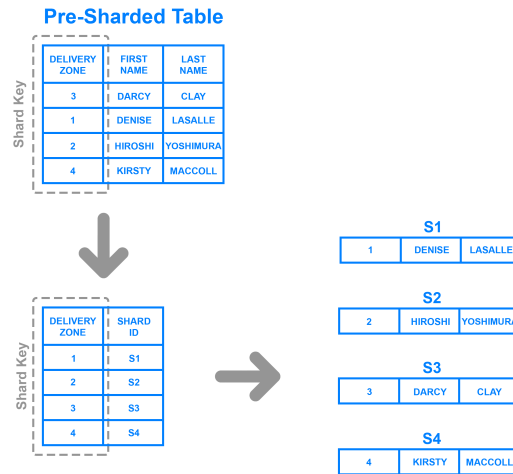 Pre-Sharded Table
Shard Key
DELIVERY ZONE FIRST NAME LAST NAME
3 DARCY CLAY
1 DENISE LASALLE
2 HIROSHI YOSHIMURA
4 KIRSTY MACCOLL
Shard Key
DELIVERY ZONE SHARD ID
1 S1
2 S2
3 S3
4 S4
S1
1 DENISE LASALLE
S2
2 HIROSHI YOSHIMURA
S3
3 DARCY CLAY
S4
4 KIRSTY MACCOLL